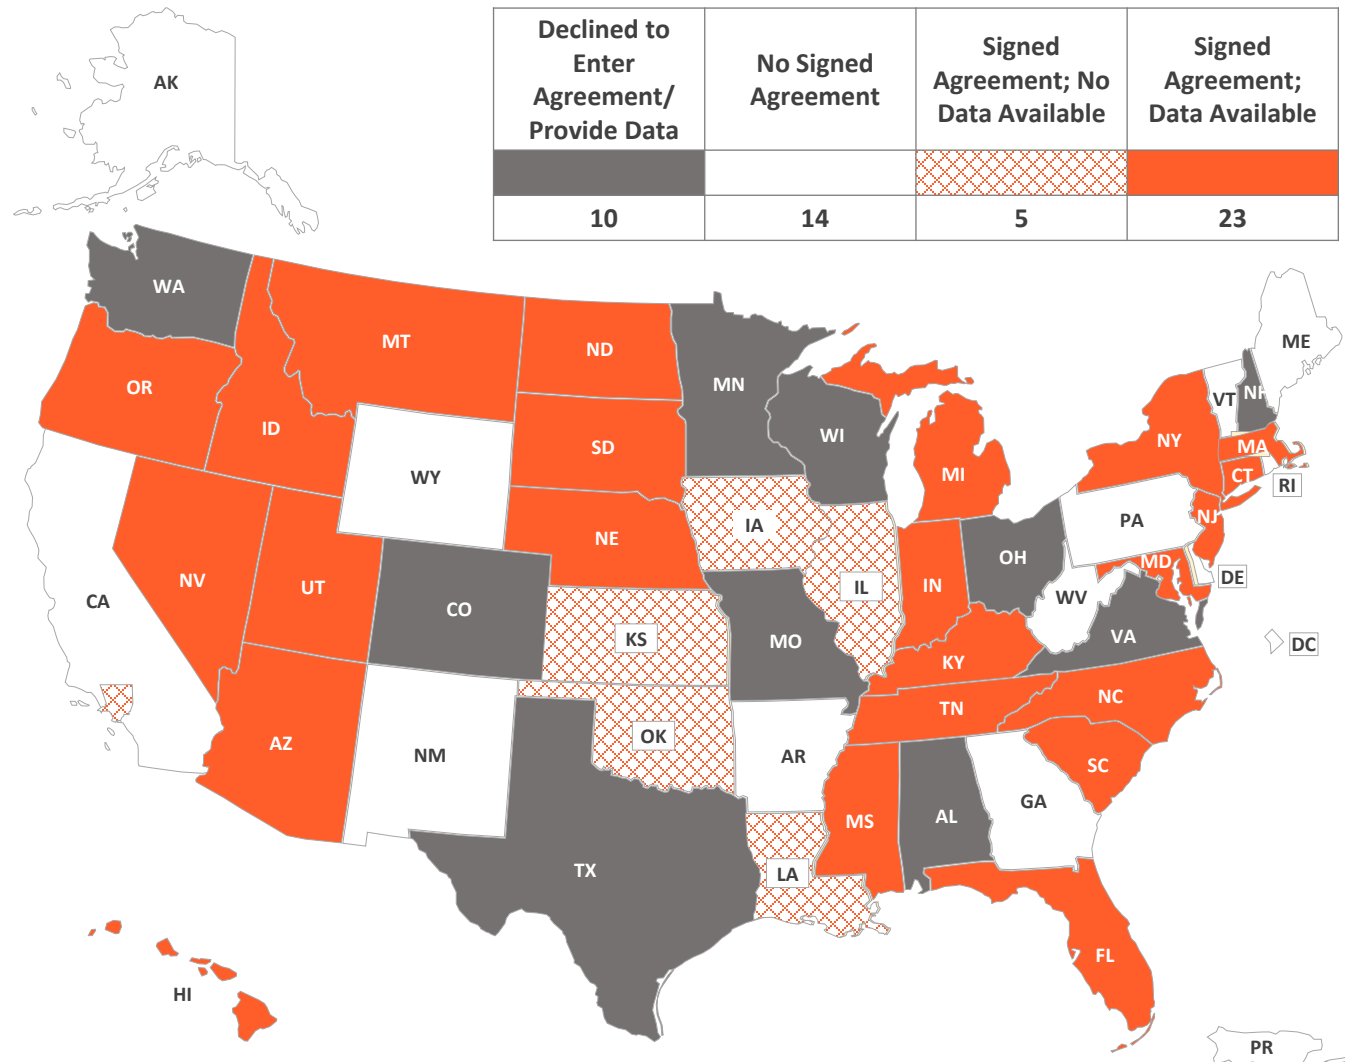 Declined to
Enter
Agreement/
Provide Data
No Signed
Agreement
Signed
Agreement; No
Data Available
Signed
Agreement;
Data Available
10
14
5
23
AK
WA
MT
ND
MN
ME
OR
ID
SD
WI
MI
NY
VT
NH
MA
CT
RI
WY
NE
IA
IL
IN
OH
PA
NJ
MD
DE
DC
CA
NV
UT
CO
KS
MO
KY
WV
VA
AZ
NM
OK
AR
TN
NC
SC
TX
LA
MS
AL
GA
FL
HI
PR